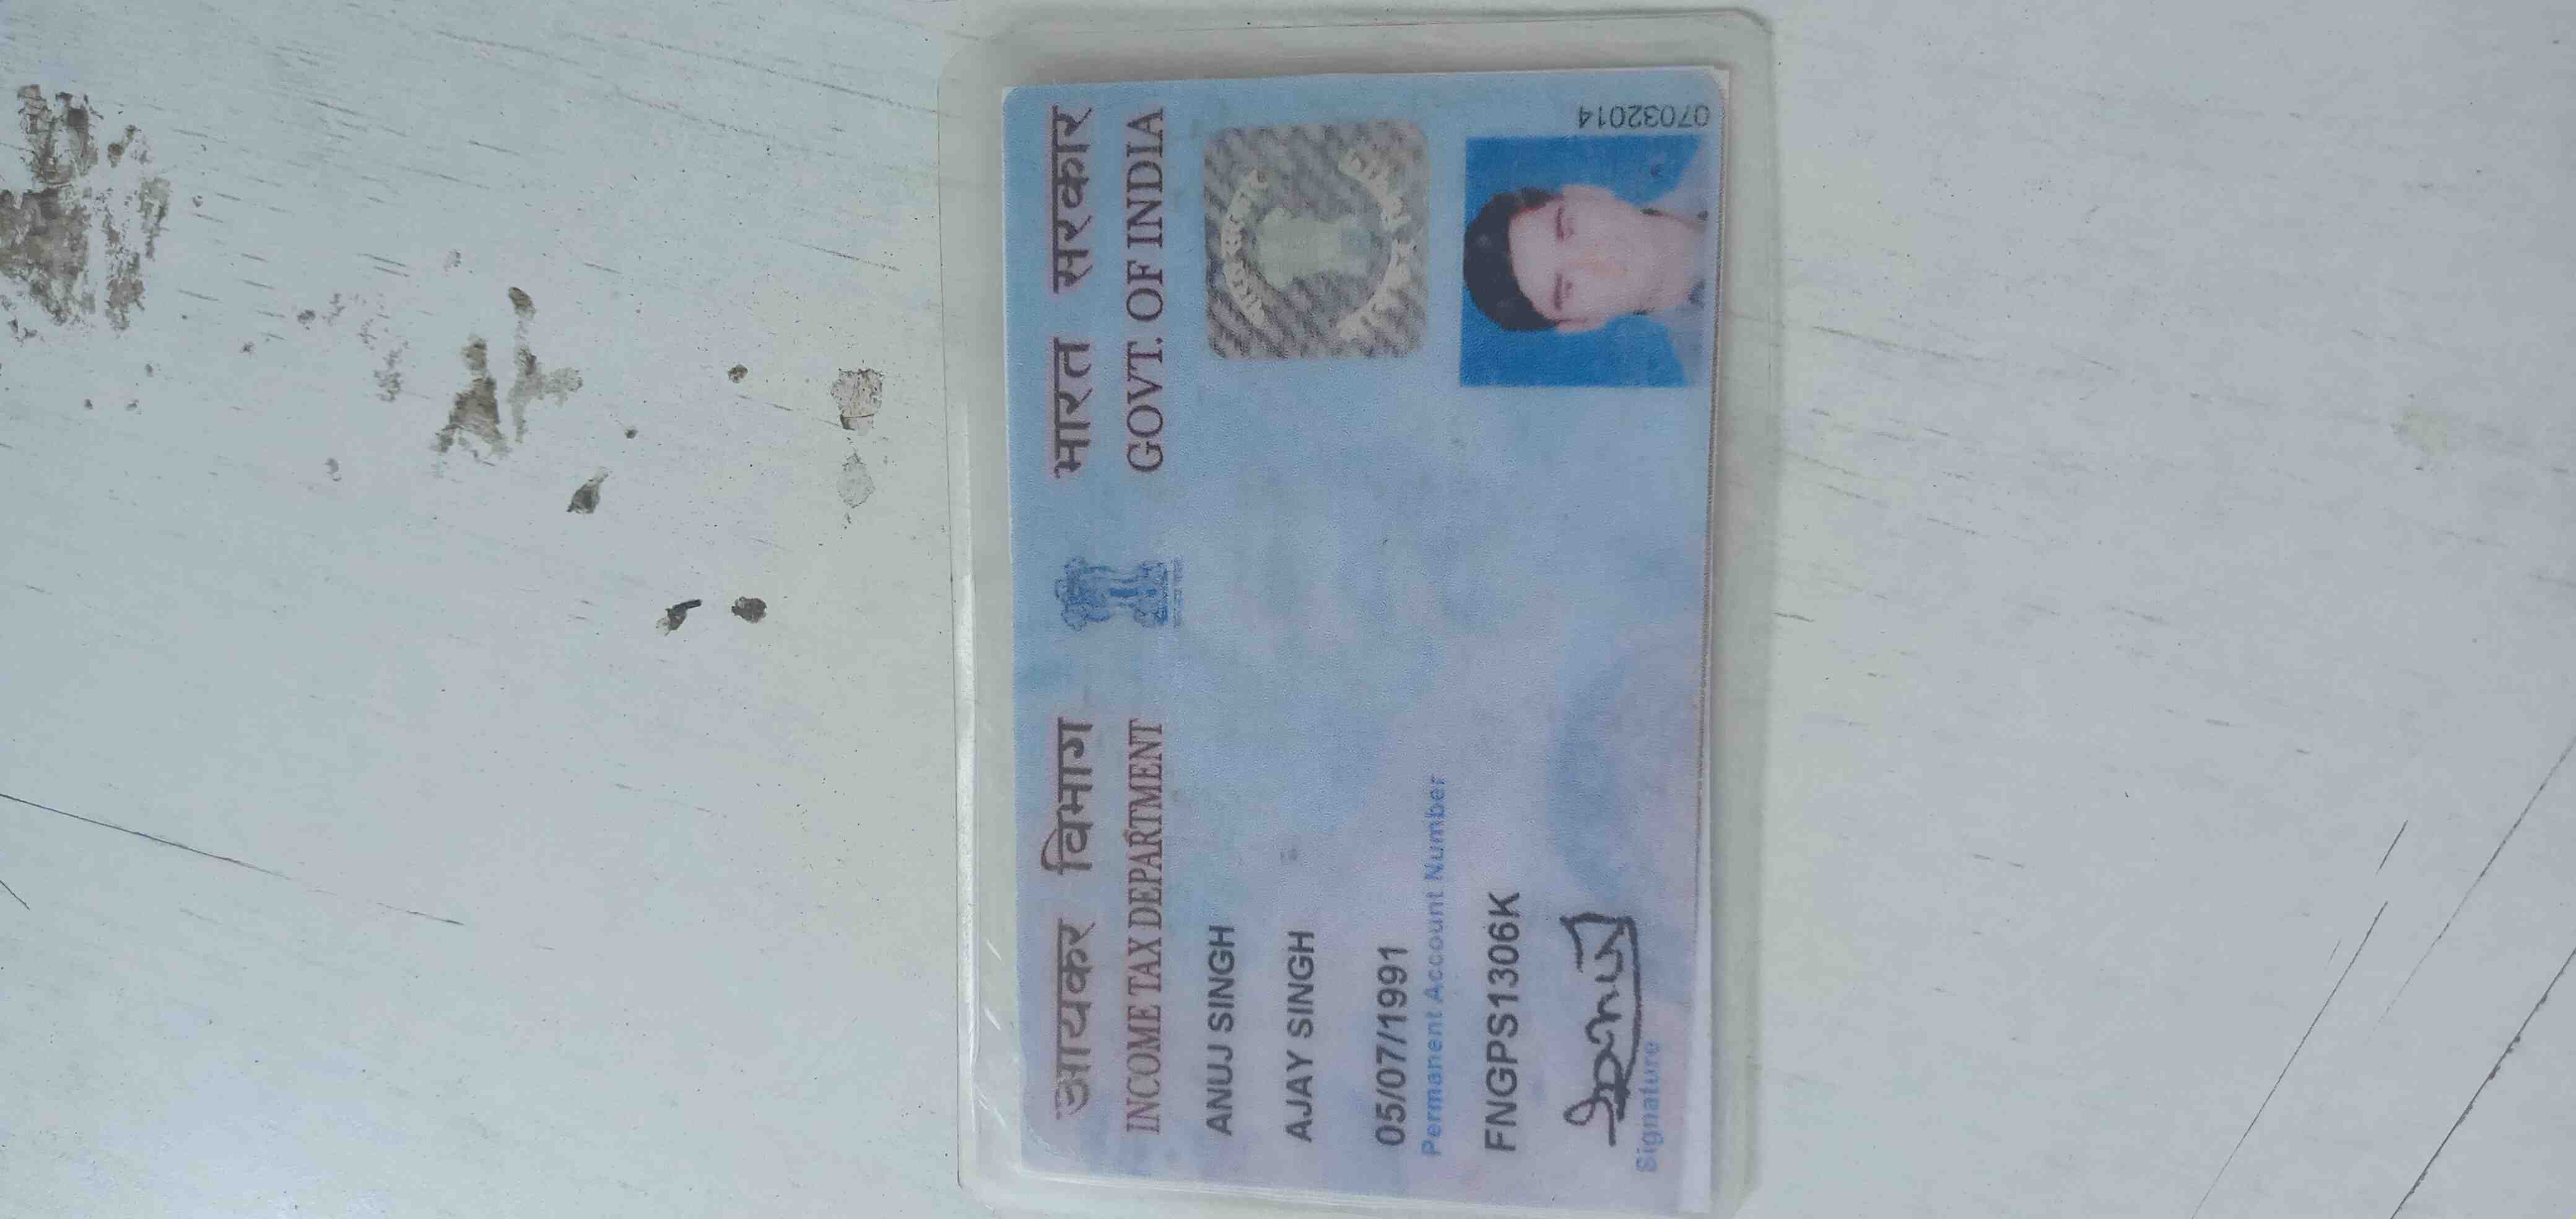 आयकर विभाग
INCOME TAX DEPARTMENT
भारत सरकार
GOVT. OF INDIA
ANUJ SINGH
AJAY SINGH
05/07/1991
Permanent Account Number
FNGPS1306K
Signature
07032014